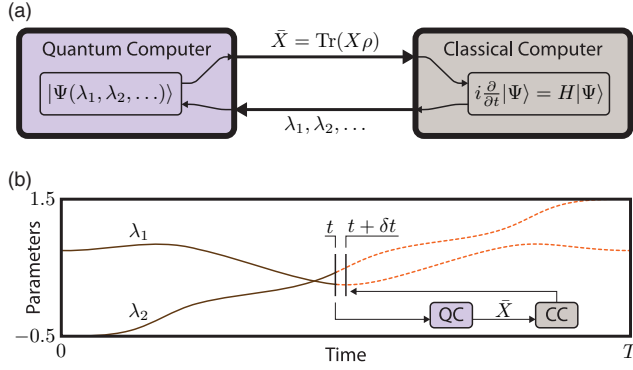 (a)
Quantum Computer
|Ψ(λ₁, λ₂, . . .)⟩
X̄ = Tr(Xρ)
λ₁, λ₂, . . .
Classical Computer
i ∂/∂t |Ψ⟩ = H|Ψ⟩
(b)
1.5
Parameters
−0.5
λ₁
λ₂
t
t + δt
QC
X̄
CC
0
Time
T